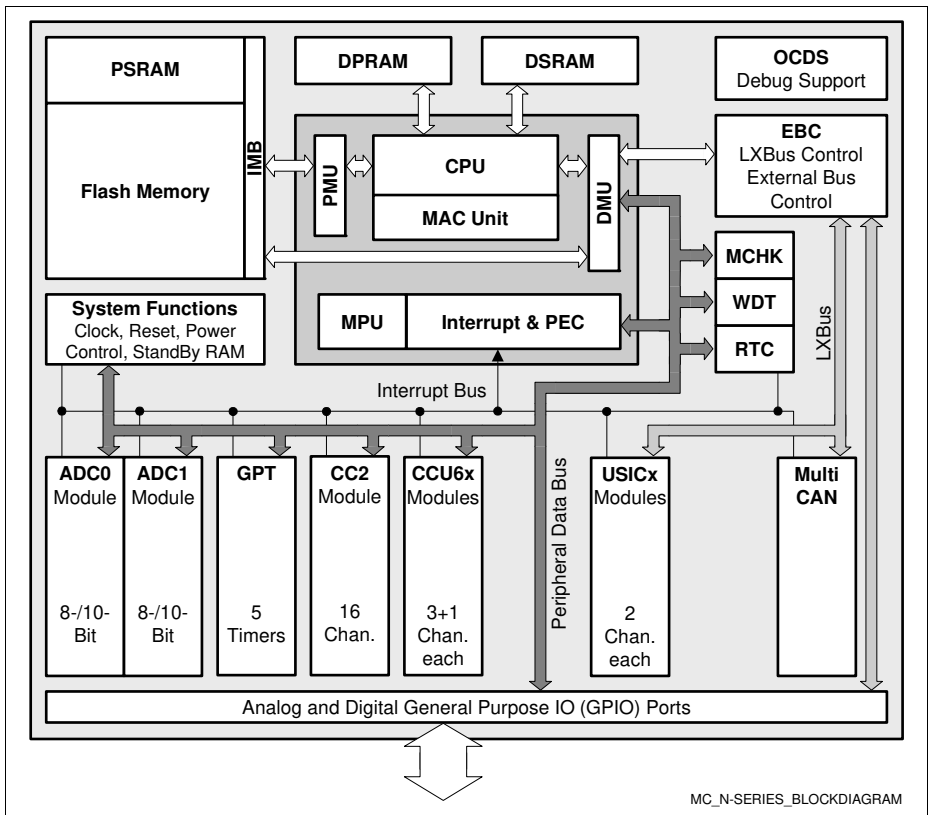 PSRAM
Flash Memory
IMB
DPRAM
DSRAM
OCDS
Debug Support
EBC
LXBus Control
External Bus
Control
PMU
CPU
MAC Unit
DMU
MCHK
WDT
RTC
LXBus
System Functions
Clock, Reset, Power
Control, StandBy RAM
MPU
Interrupt & PEC
Interrupt Bus
ADC0
Module
8-/10-
Bit
ADC1
Module
8-/10-
Bit
GPT
5
Timers
CC2
Module
16
Chan.
CCU6x
Modules
3+1
Chan.
each
Peripheral Data Bus
USICx
Modules
2
Chan.
each
Multi
CAN
Analog and Digital General Purpose IO (GPIO) Ports
MC_N-SERIES_BLOCKDIAGRAM